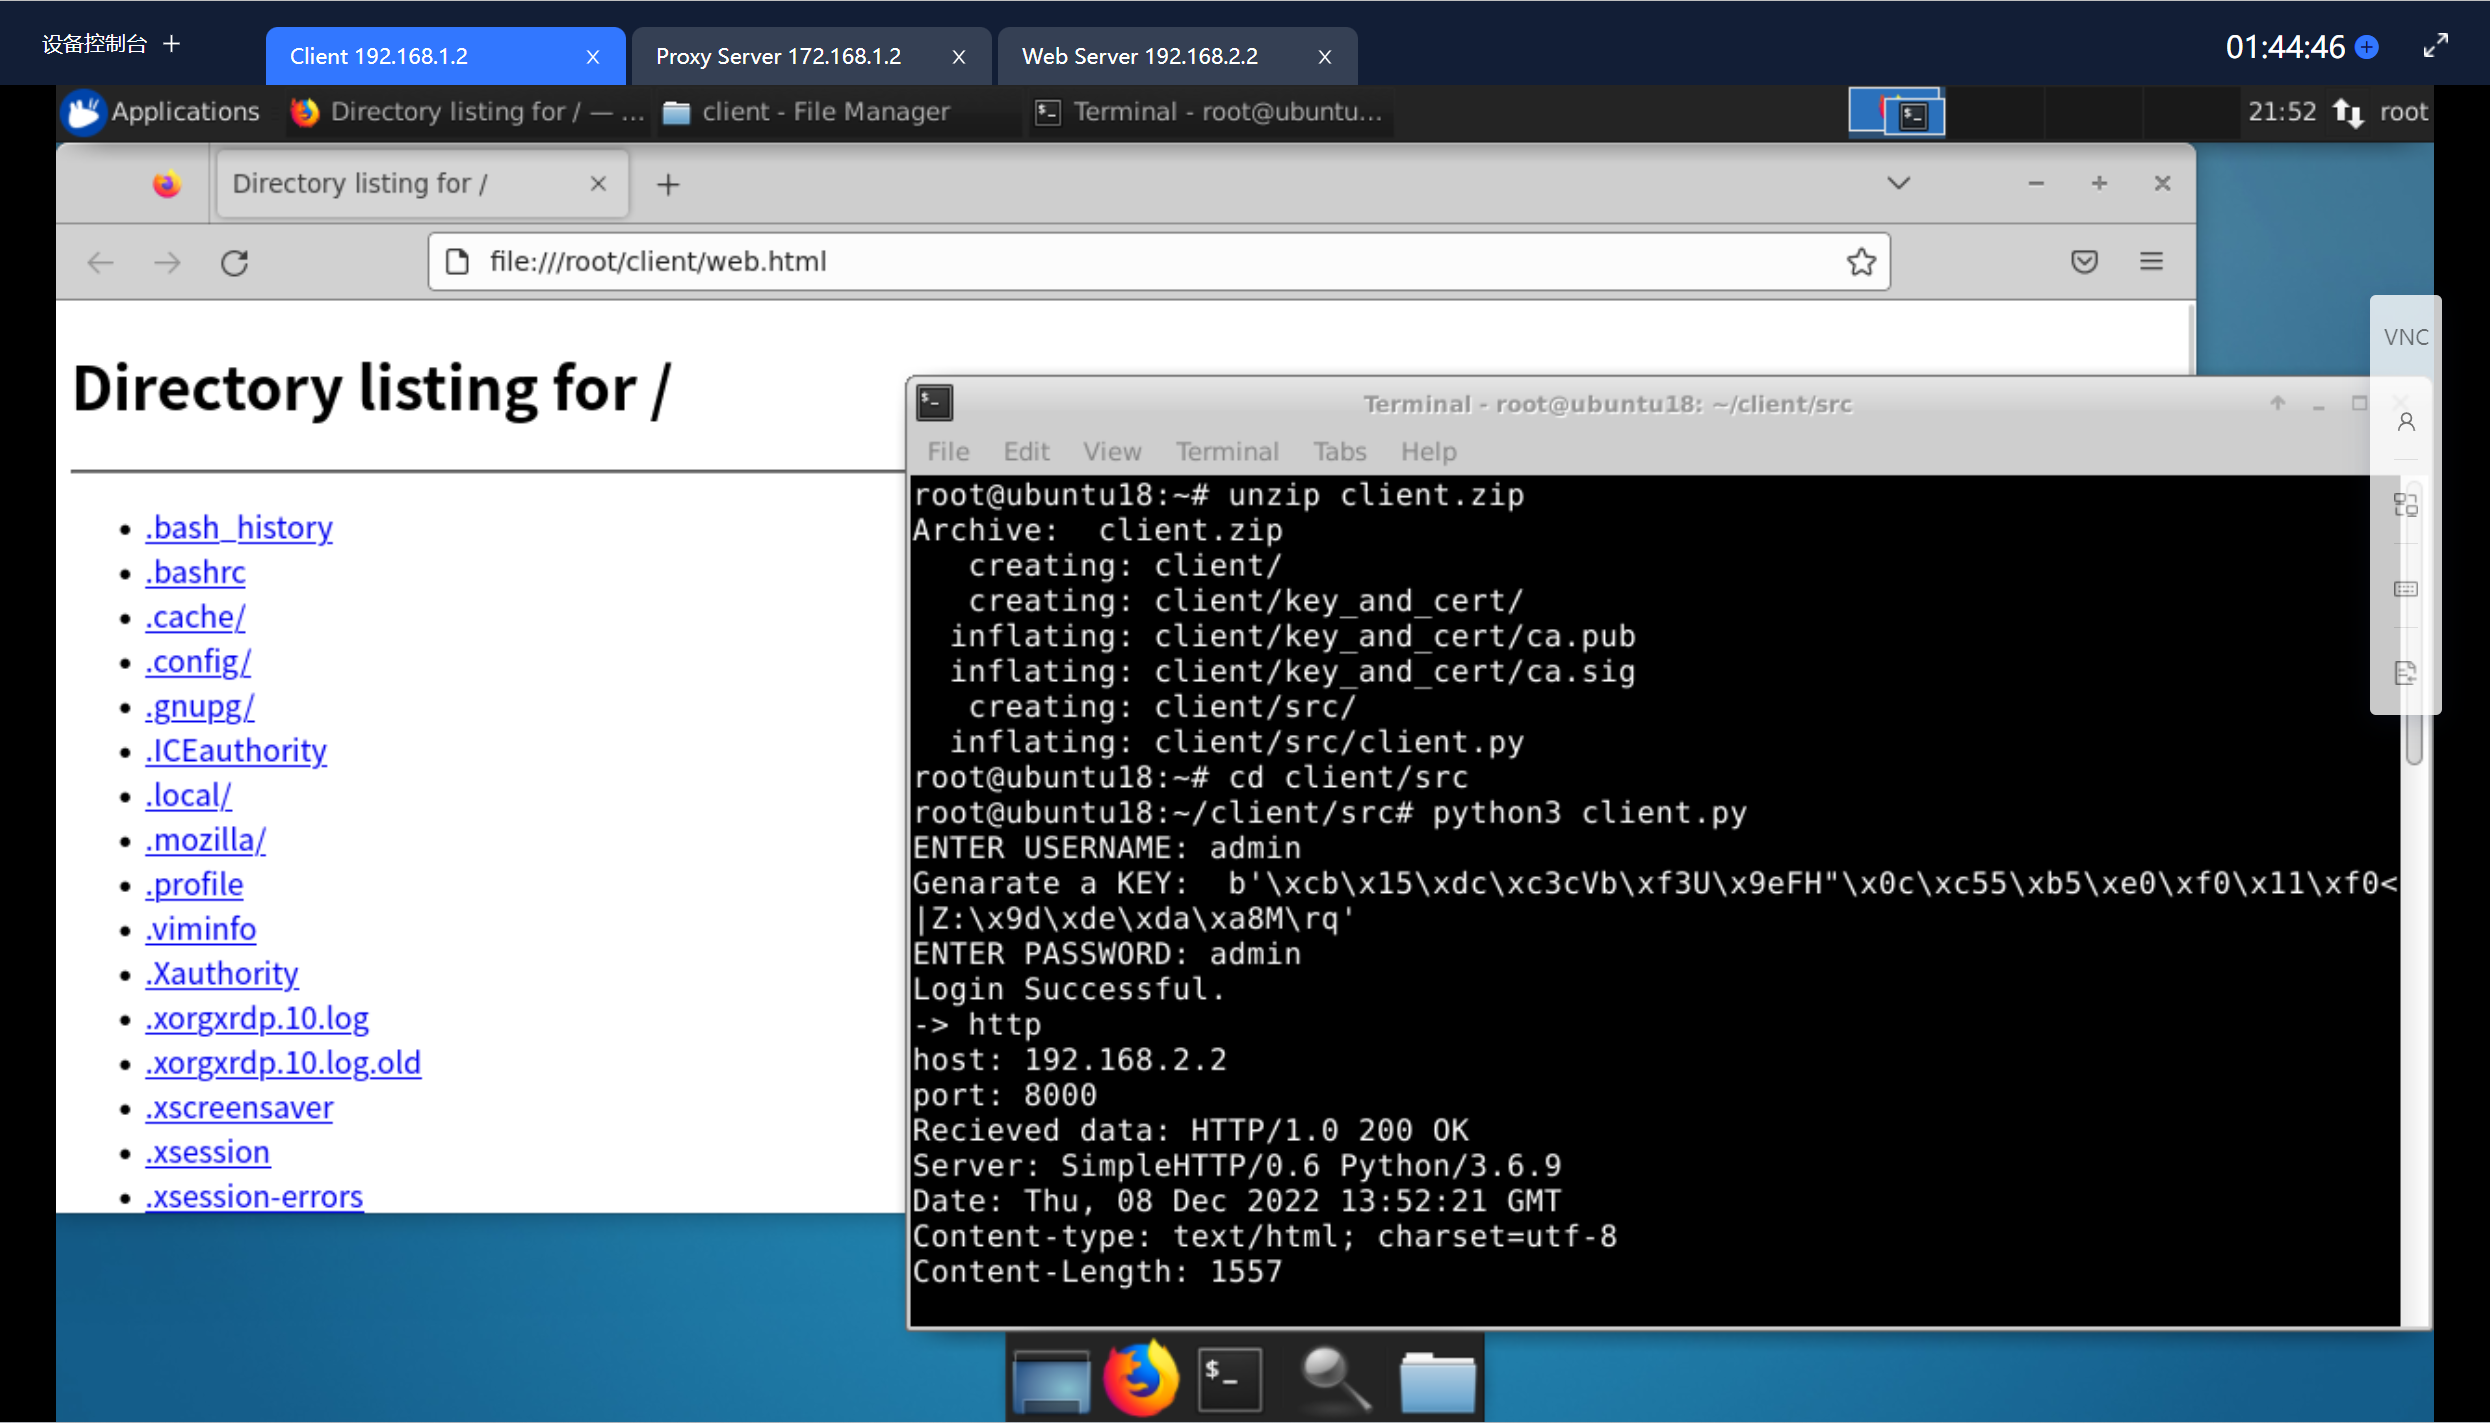 设备控制台 +
Client 192.168.1.2 X
Proxy Server 172.168.1.2 X
Web Server 192.168.2.2 X
01:44:46
Applications
Directory listing for / — ...
client - File Manager
Terminal - root@ubuntu...
21:52
root
Directory listing for /
file:///root/client/web.html
VNC
Directory listing for /
.bash_history
.bashrc
.cache/
.config/
.gnupg/
.ICEauthority
.local/
.mozilla/
.profile
.viminfo
.Xauthority
.xorgxrdp.10.log
.xorgxrdp.10.log.old
.xscreensaver
.xsession
.xsession-errors
Terminal - root@ubuntu18: ~/client/src
File Edit View Terminal Tabs Help
root@ubuntu18:~# unzip client.zip
Archive:  client.zip
   creating: client/
   creating: client/key_and_cert/
  inflating: client/key_and_cert/ca.pub
  inflating: client/key_and_cert/ca.sig
   creating: client/src/
  inflating: client/src/client.py
root@ubuntu18:~# cd client/src
root@ubuntu18:~/client/src# python3 client.py
ENTER USERNAME: admin
Genarate a KEY:  b'\xcb\x15\xdc\xc3cVb\xf3U\x9eFH"\x0c\xc55\xb5\xe0\xf0\x11\xf0<
|Z:\x9d\xde\xda\xa8M\rq'
ENTER PASSWORD: admin
Login Successful.
-> http
host: 192.168.2.2
port: 8000
Recieved data: HTTP/1.0 200 OK
Server: SimpleHTTP/0.6 Python/3.6.9
Date: Thu, 08 Dec 2022 13:52:21 GMT
Content-type: text/html; charset=utf-8
Content-Length: 1557